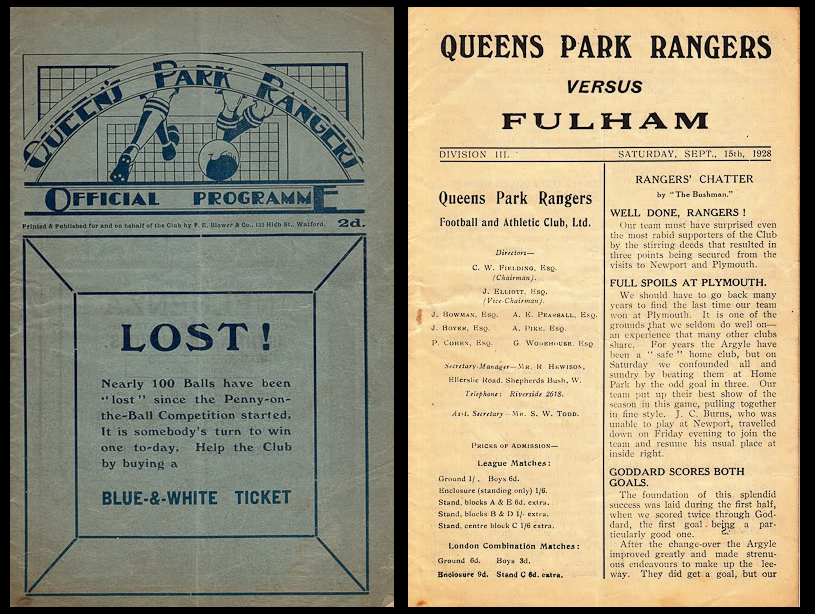 QUEEN'S PARK RANGERS
OFFICIAL PROGRAMME
Printed & Published for and on behalf of the Club by F. E. Blower & Co., 133 High St., Watford. 2d.
LOST!
Nearly 100 Balls have been
"lost" since the Penny-on-
the-Ball Competition started.
It is somebody's turn to win
one to-day. Help the Club
by buying a
BLUE-&-WHITE TICKET
QUEENS PARK RANGERS
VERSUS
FULHAM
DIVISION III. SATURDAY, SEPT., 15th, 1928
Queens Park Rangers
Football and Athletic Club, Ltd.
Directors—
C. W. FIELDING, ESQ.
(Chairman).
J. ELLIOTT, ESQ.
(Vice-Chairman).
J. BOWMAN, ESQ. A. E. PEARSALL, ESQ.
J. BOYER, ESQ. A. PIKE, ESQ.
P. COHEN, ESQ. G WODEHOUSE, ESQ
Secretary-Manager—MR. R HEWISON,
Ellerslie Road, Shepherds Bush, W.
Telephone: Riverside 2618.
Asst. Secretary—MR. S. W. TODD.
PRICES OF ADMISSION—
League Matches:
Ground 1/, Boys 6d.
Enclosure (standing only) 1/6.
Stand, blocks A & E 6d. extra.
Stand, blocks B & D 1/- extra.
Stand, centre block C 1/6 extra.
London Combination Matches:
Ground 6d. Boys 3d.
Enclosure 9d. Stand C 6d. extra.
RANGERS' CHATTER
by "The Bushman."
WELL DONE, RANGERS!
Our team must have surprised even
the most rabid supporters of the Club
by the stirring deeds that resulted in
three points being secured from the
visits to Newport and Plymouth.
FULL SPOILS AT PLYMOUTH.
We should have to go back many
years to find the last time our team
won at Plymouth. It is one of the
grounds that we seldom do well on—
an experience that many other clubs
share. For years the Argyle have
been a "safe" home club, but on
Saturday we confounded all and
sundry by beating them at Home
Park by the odd goal in three. Our
team put up their best show of the
season in this game, pulling together
in fine style. J. C. Burns, who was
unable to play at Newport, travelled
down on Friday evening to join the
team and resume his usual place at
inside right.
GODDARD SCORES BOTH
GOALS.
The foundation of this splendid
success was laid during the first half,
when we scored twice through God-
dard, the first goal being a par-
ticularly good one.
After the change-over the Argyle
improved greatly and made strenu-
ous endeavours to make up the lee-
way. They did get a goal, but our